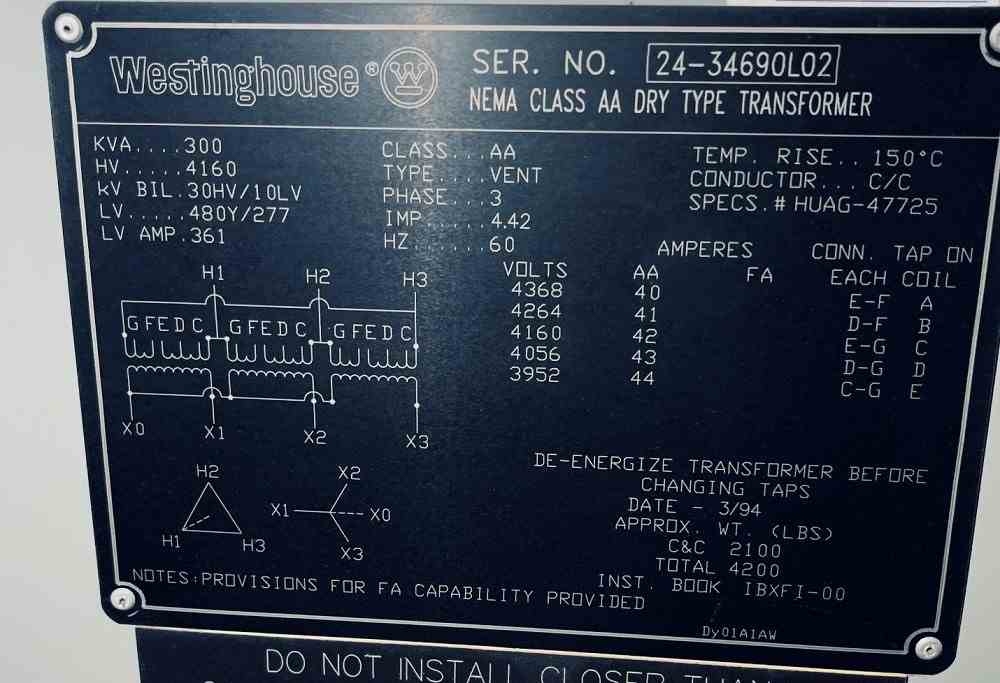 Westinghouse®
SER. NO. 24-34690L02
NEMA CLASS AA DRY TYPE TRANSFORMER
KVA....300
HV.....4160
KV BIL.30HV/10LV
LV.....480Y/277
LV AMP.361
CLASS...AA
TYPE....VENT
PHASE...3
IMP.....4.42
HZ......60
TEMP. RISE.. 150°C
CONDUCTOR... C/C
SPECS.# HUAG-47725
AMPERES CONN. TAP ON
VOLTS AA FA EACH COIL
4368 40 E-F A
4264 41 D-F B
4160 42 E-G C
4056 43 D-G D
3952 44 C-G E
H1 H2 H3
G F E D C G F E D C G F E D C
X0 X1 X2 X3
H2
H1 H3
X2
X1 X0
X3
DE-ENERGIZE TRANSFORMER BEFORE
CHANGING TAPS
DATE - 3/94
APPROX. WT. (LBS)
C&C 2100
TOTAL 4200
INST. BOOK IBXFI-00
NOTES:PROVISIONS FOR FA CAPABILITY PROVIDED
Dy01A1AW
DO NOT INSTALL CLOSER THAN